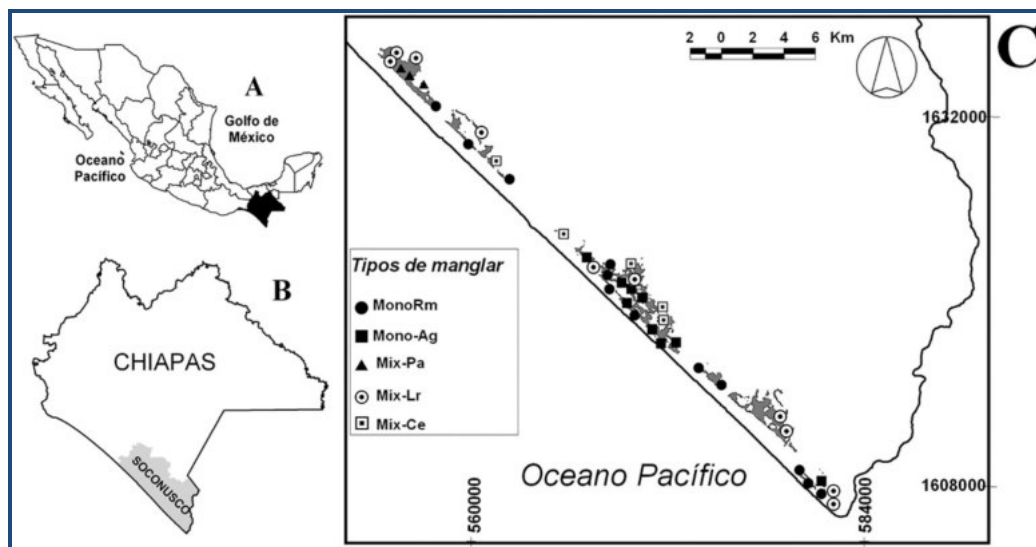 A
Golfo de
México
Oceano
Pacífico
B
CHIAPAS
SOCONUSCO
2 0 2 4 6 Km
C
1632000
Tipos de manglar
MonoRm
Mono-Ag
Mix-Pa
Mix-Lr
Mix-Ce
Oceano Pacífico
1608000
560000
584000